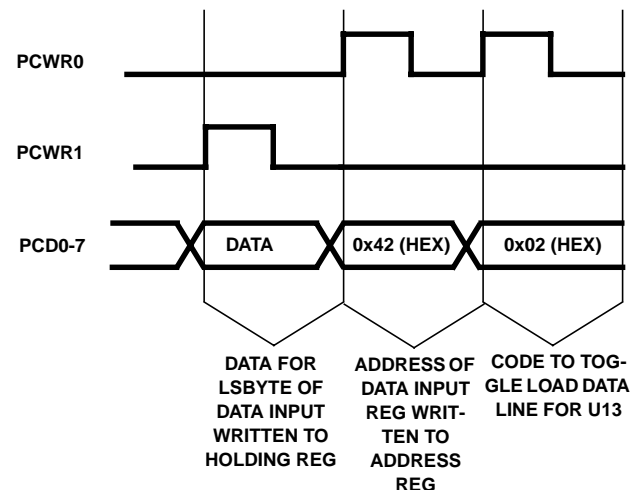 PCWR0
PCWR1
PCD0-7
DATA
0x42 (HEX)
0x02 (HEX)
DATA FOR
LSBYTE OF
DATA INPUT
WRITTEN TO
HOLDING REG
ADDRESS OF
DATA INPUT
REG WRIT-
TEN TO
ADDRESS
REG
CODE TO TOG-
GLE LOAD DATA
LINE FOR U13